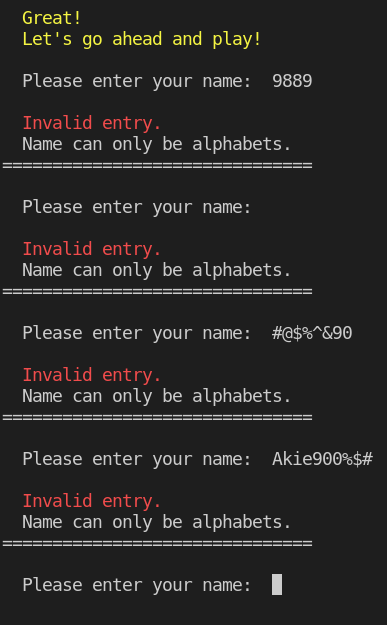 Great!
Let's go ahead and play!
Please enter your name:  9889
Invalid entry.
Name can only be alphabets.
===============================
Please enter your name:
Invalid entry.
Name can only be alphabets.
===============================
Please enter your name:  #@$%^&90
Invalid entry.
Name can only be alphabets.
===============================
Please enter your name:  Akie900%$#
Invalid entry.
Name can only be alphabets.
===============================
Please enter your name: